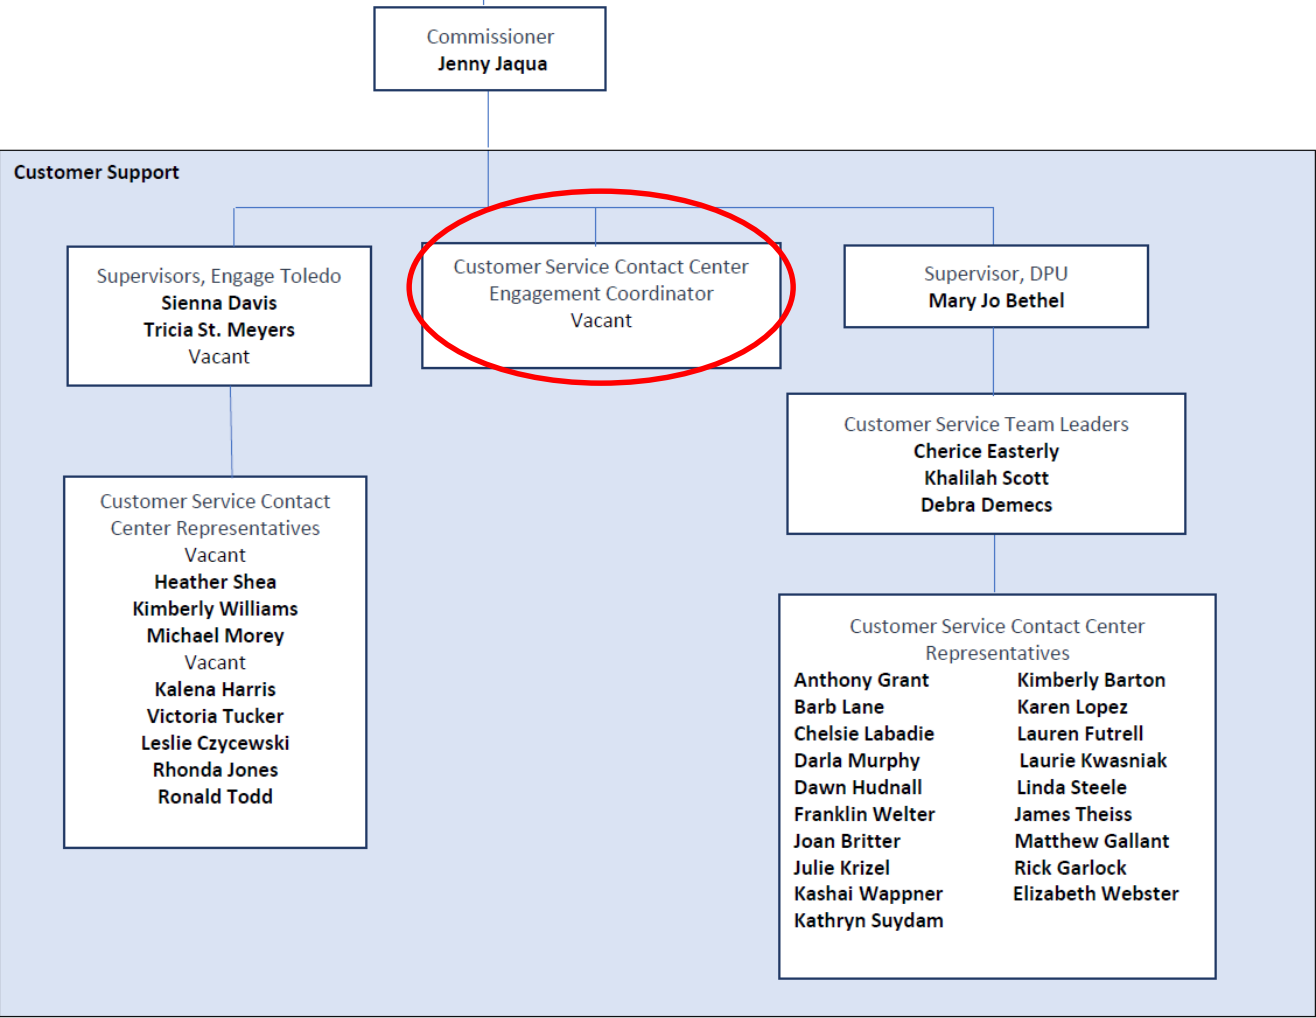 Commissioner
Jenny Jaqua
Customer Support
Supervisors, Engage Toledo
Sienna Davis
Tricia St. Meyers
Vacant
Customer Service Contact Center
Engagement Coordinator
Vacant
Supervisor, DPU
Mary Jo Bethel
Customer Service Team Leaders
Cherice Easterly
Khalilah Scott
Debra Demecs
Customer Service Contact
Center Representatives
Vacant
Heather Shea
Kimberly Williams
Michael Morey
Vacant
Kalena Harris
Victoria Tucker
Leslie Czycewski
Rhonda Jones
Ronald Todd
Customer Service Contact Center
Representatives
Anthony Grant Kimberly Barton
Barb Lane Karen Lopez
Chelsie Labadie Lauren Futrell
Darla Murphy Laurie Kwasniak
Dawn Hudnall Linda Steele
Franklin Welter James Theiss
Joan Britter Matthew Gallant
Julie Krizel Rick Garlock
Kashai Wappner Elizabeth Webster
Kathryn Suydam